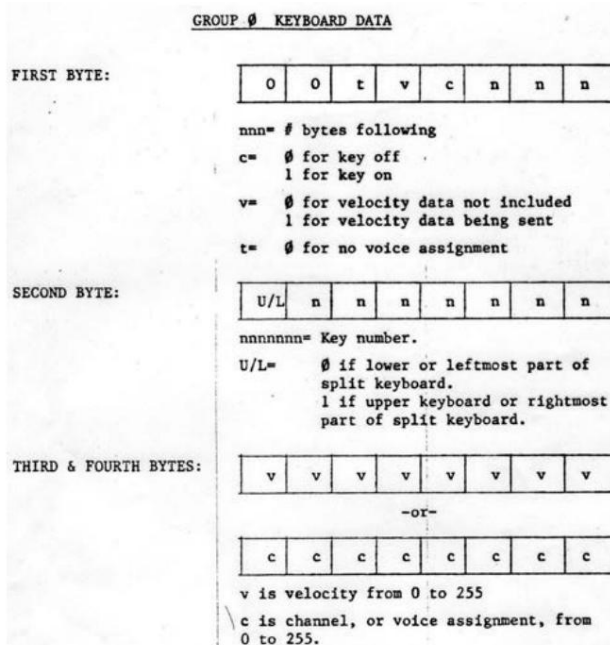 GROUP Ø KEYBOARD DATA
FIRST BYTE:
0 0 t v c n n n
nnn= # bytes following
c= Ø for key off
1 for key on
v= Ø for velocity data not included
1 for velocity data being sent
t= Ø for no voice assignment
SECOND BYTE:
U/L n n n n n n n
nnnnnnn= Key number.
U/L= Ø if lower or leftmost part of
split keyboard.
1 if upper keyboard or rightmost
part of split keyboard.
THIRD & FOURTH BYTES:
v v v v v v v v
-or-
c c c c c c c c
v is velocity from 0 to 255
c is channel, or voice assignment, from
0 to 255.